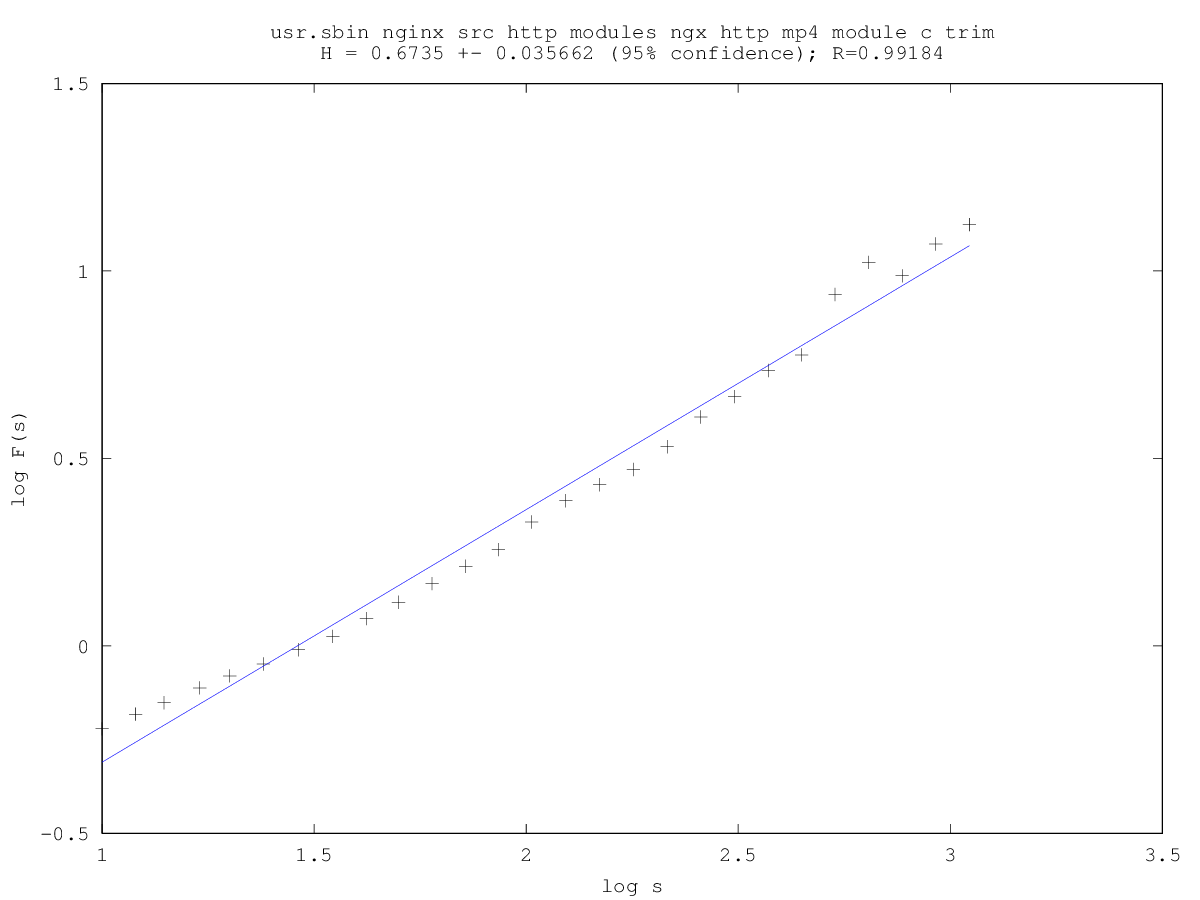 usr.sbin nginx src http modules ngx http mp4 module c trim
H = 0.6735 +- 0.035662 (95% confidence); R=0.99184
1.5
1
0.5
0
-0.5
log F(s)
1 1.5 2 2.5 3 3.5
log s